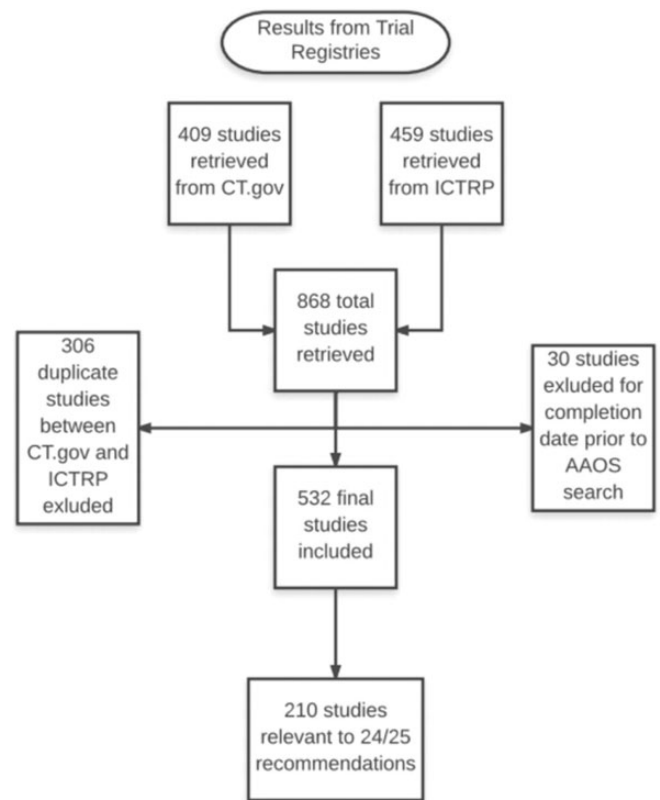 Results from Trial
Registries
409 studies
retrieved
from CT.gov
459 studies
retrieved
from ICTRP
868 total
studies
retrieved
306
duplicate
studies
between
CT.gov and
ICTRP
exluded
30 studies
exluded for
completion
date prior to
AAOS
search
532 final
studies
included
210 studies
relevant to 24/25
recommendations